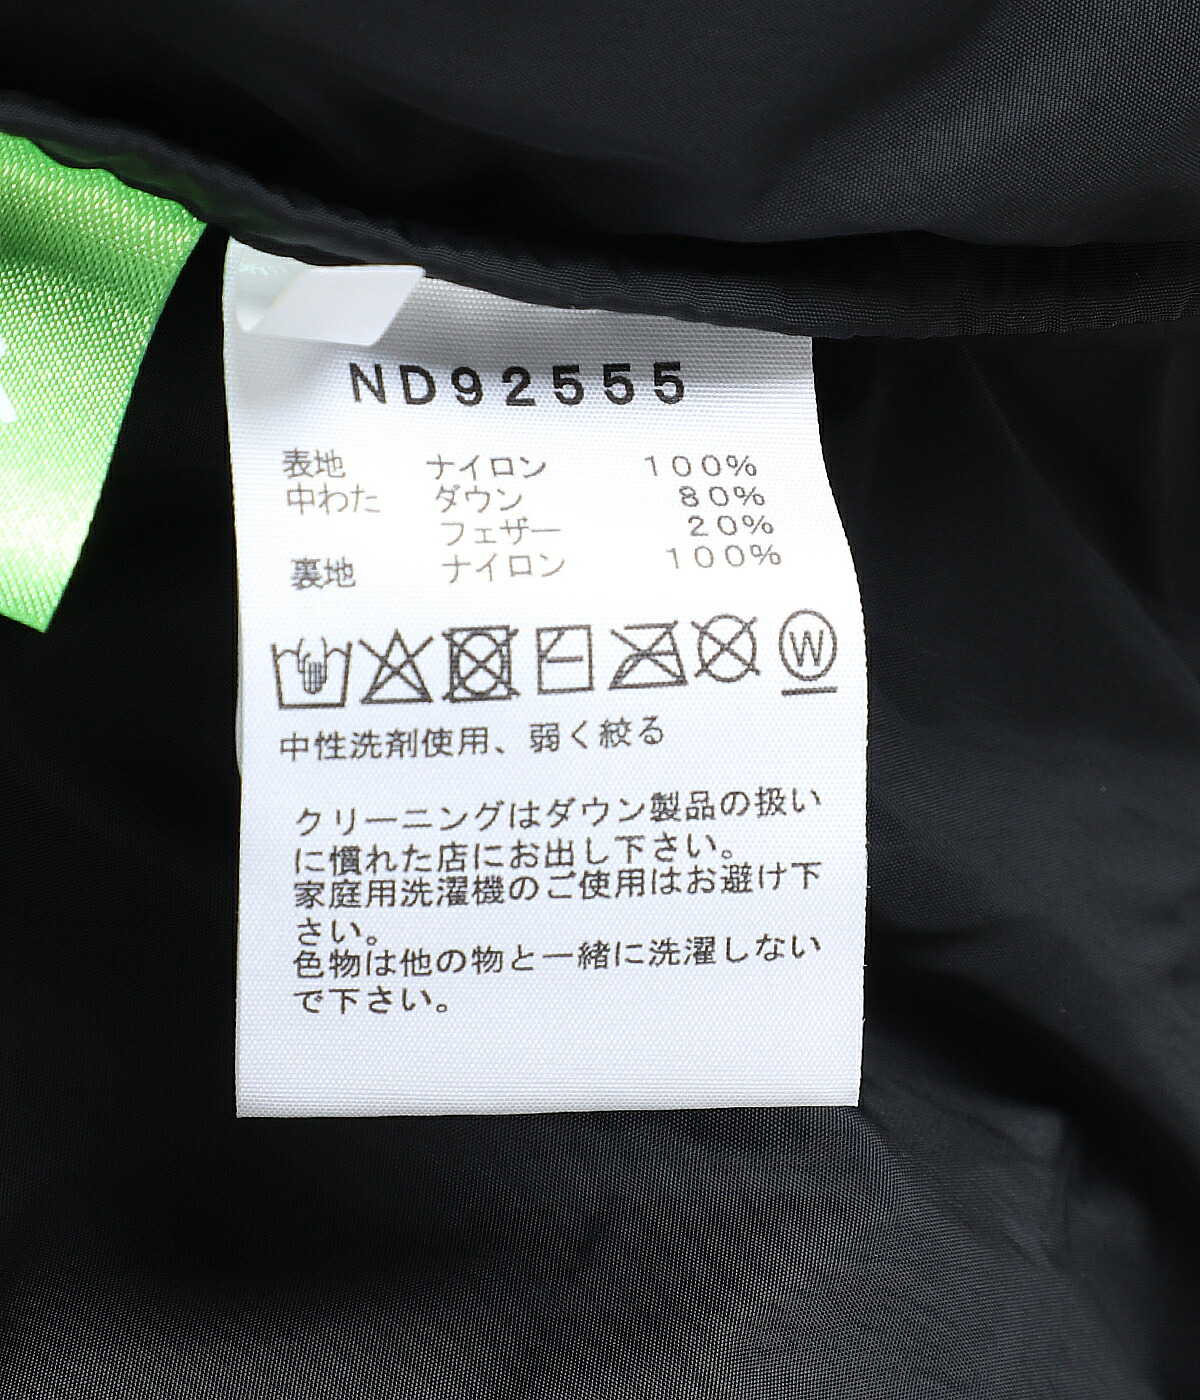 ND92555
表地 ナイロン 100%
中わた ダウン 80%
フェザー 20%
裏地 ナイロン 100%
W
中性洗剤使用、弱く絞る
クリーニングはダウン製品の扱い
に慣れた店にお出し下さい。
家庭用洗濯機のご使用はお避け下
さい。
色物は他の物と一緒に洗濯しない
で下さい。